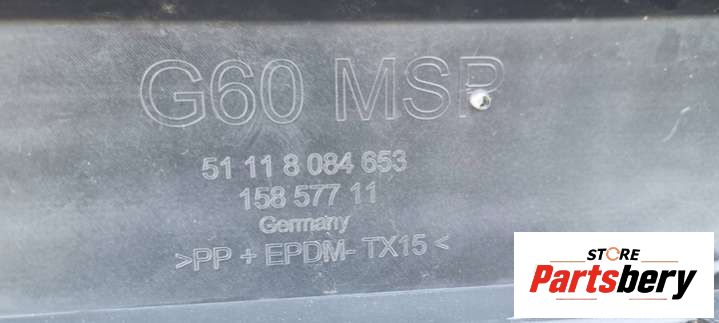 G60 MSP
51 11 8 084 653
158 577 11
Germany
>PP + EPDM- TX15<
STORE
Partsbery